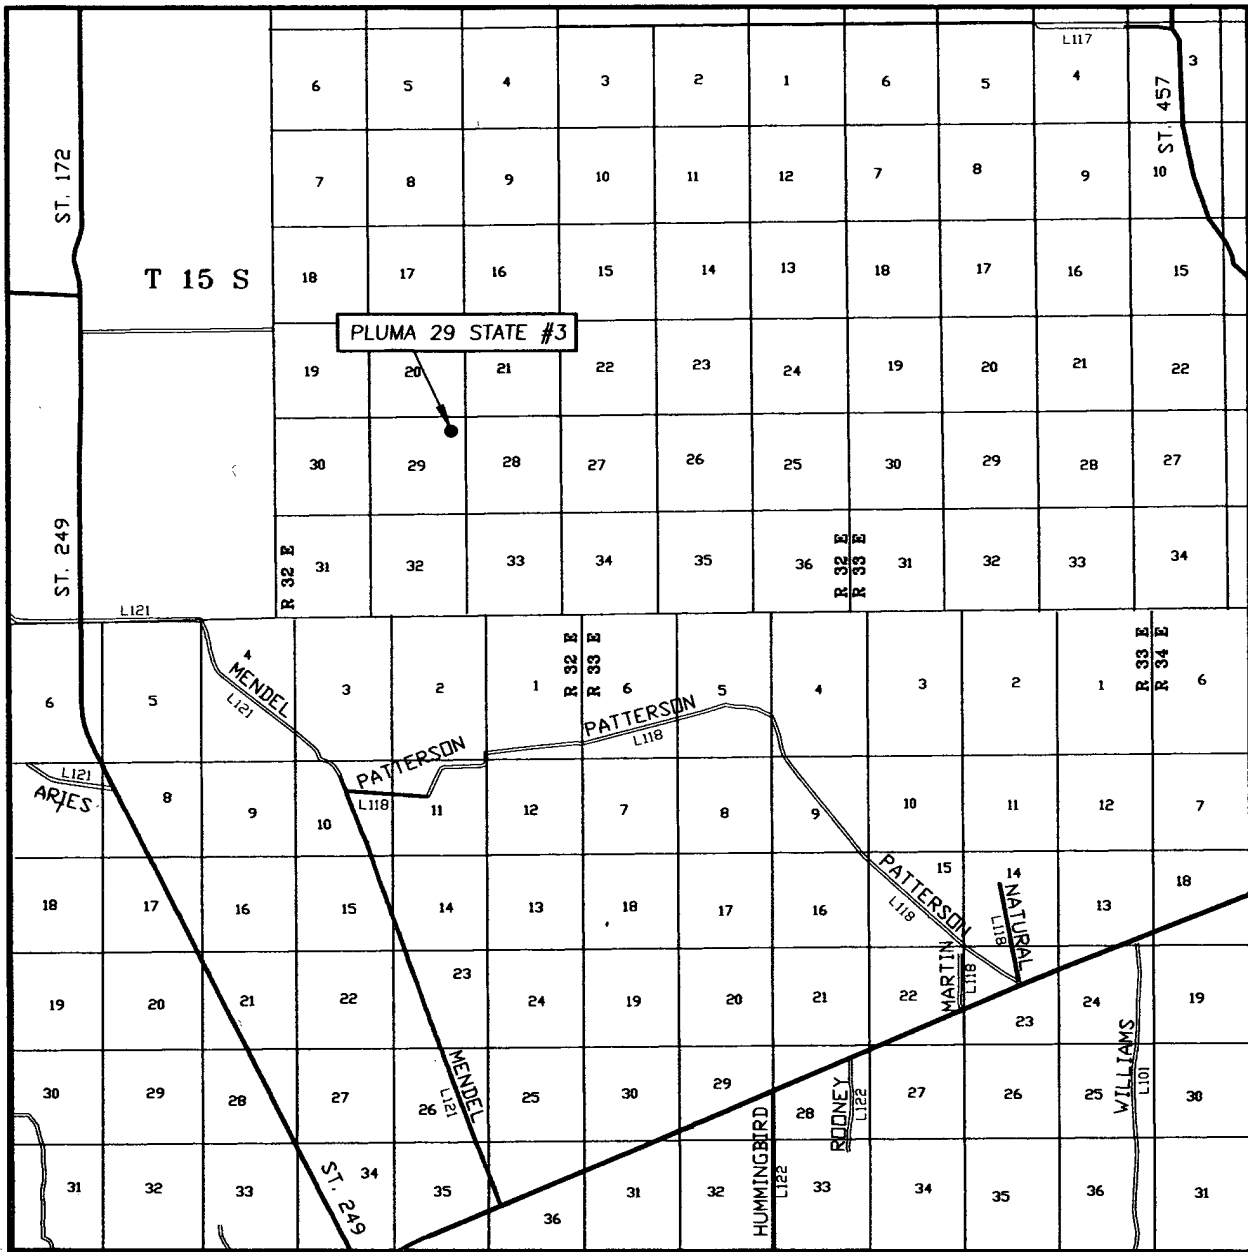 L117
6 5 4 3 2 1 6 5 4 3
ST. 457
ST. 172
7 8 9 10 11 12 7 8 9 10
T 15 S
18 17 16 15 14 13 18 17 16 15
PLUMA 29 STATE #3
19 20 21 22 23 24 19 20 21 22
30 29 28 27 26 25 30 29 28 27
ST. 249
R 32 E
31 32 33 34 35 36 31 32 33 34
R 32 E
R 33 E
L121
R 32 E
R 33 E
R 33 E
R 34 E
6 5 4 3 2 1 6 5 4 3 2 1 6
MENDEL
L121
PATTERSON
L118
PATTERSON
L118
L121
ARIES
8 9 10 11 12 7 8 9 10 11 12 7
18 17 16 15 14 13 18 17 16 15 14 13 18
PATTERSON
L118
NATURAL
L118
MARTIN
L118
19 20 21 22 23 24 19 20 21 22 23 24 19
WILLIAMS
L101
MENDEL
L121
30 29 28 27 26 25 30 29 28 27 26 25 30
ROONEY
L122
HUMMINGBIRD
L122
31 32 33 34 35 36 31 32 33 34 35 36 31
ST. 249